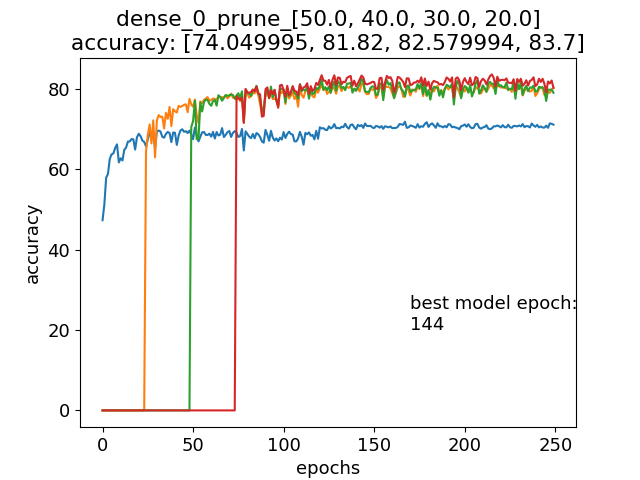 dense_0_prune_[50.0, 40.0, 30.0, 20.0]
accuracy: [74.049995, 81.82, 82.579994, 83.7]
80
60
40
20
0
accuracy
best model epoch:
144
0 50 100 150 200 250
epochs